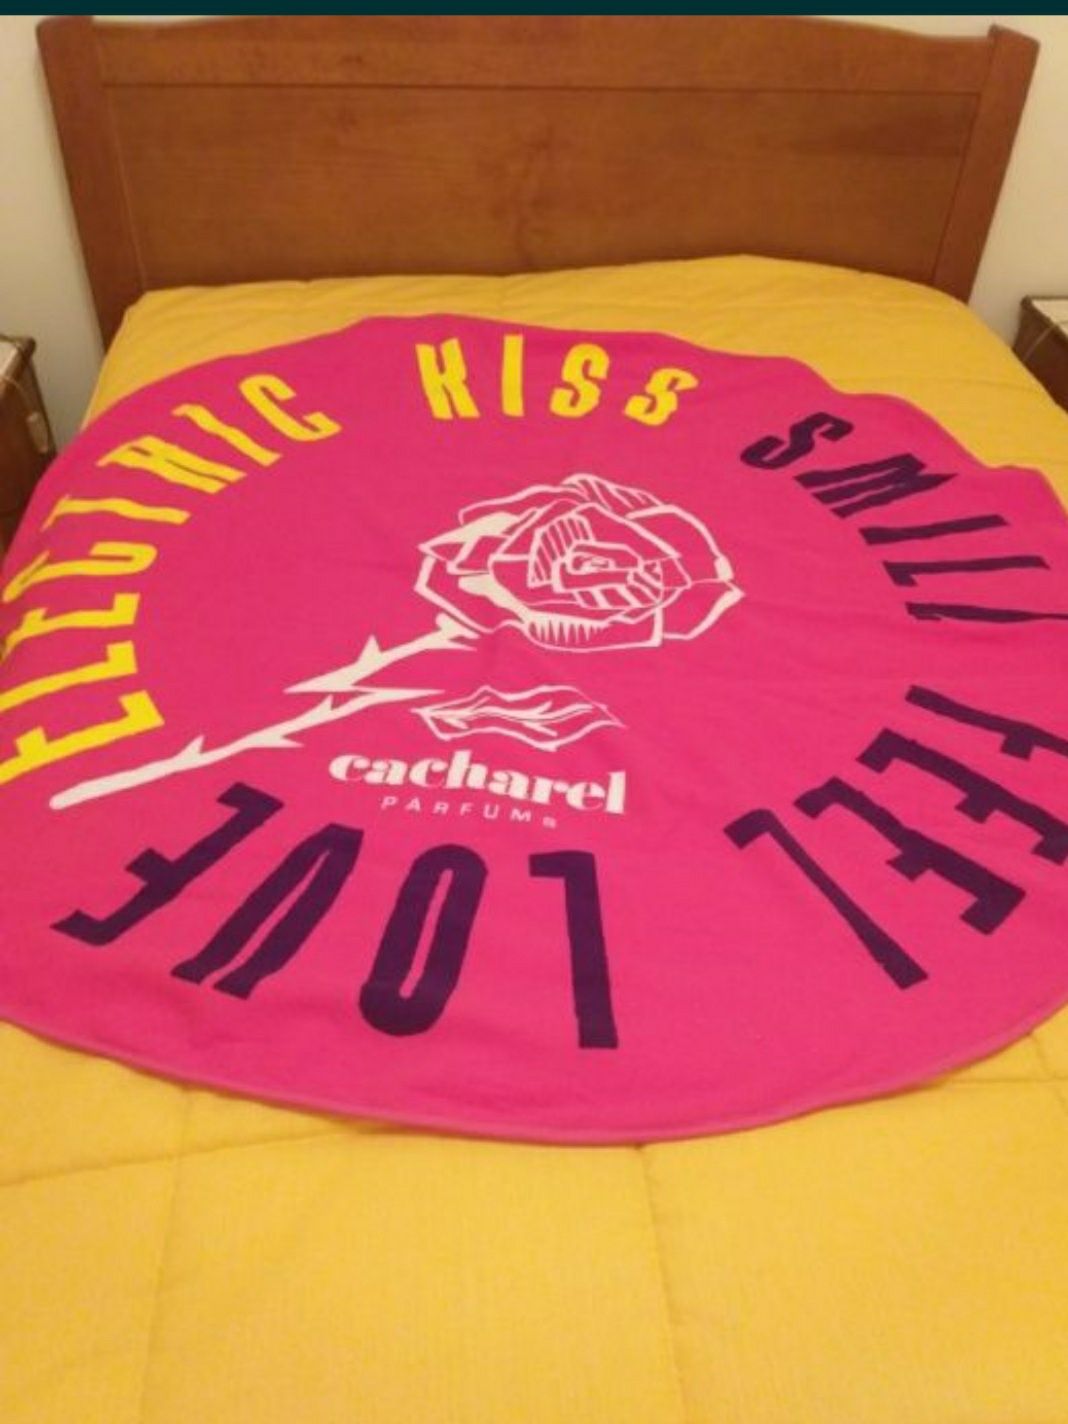 ELECTRIC KISS
SMILE
FEEL
LOVE
cacharel
PARFUMS